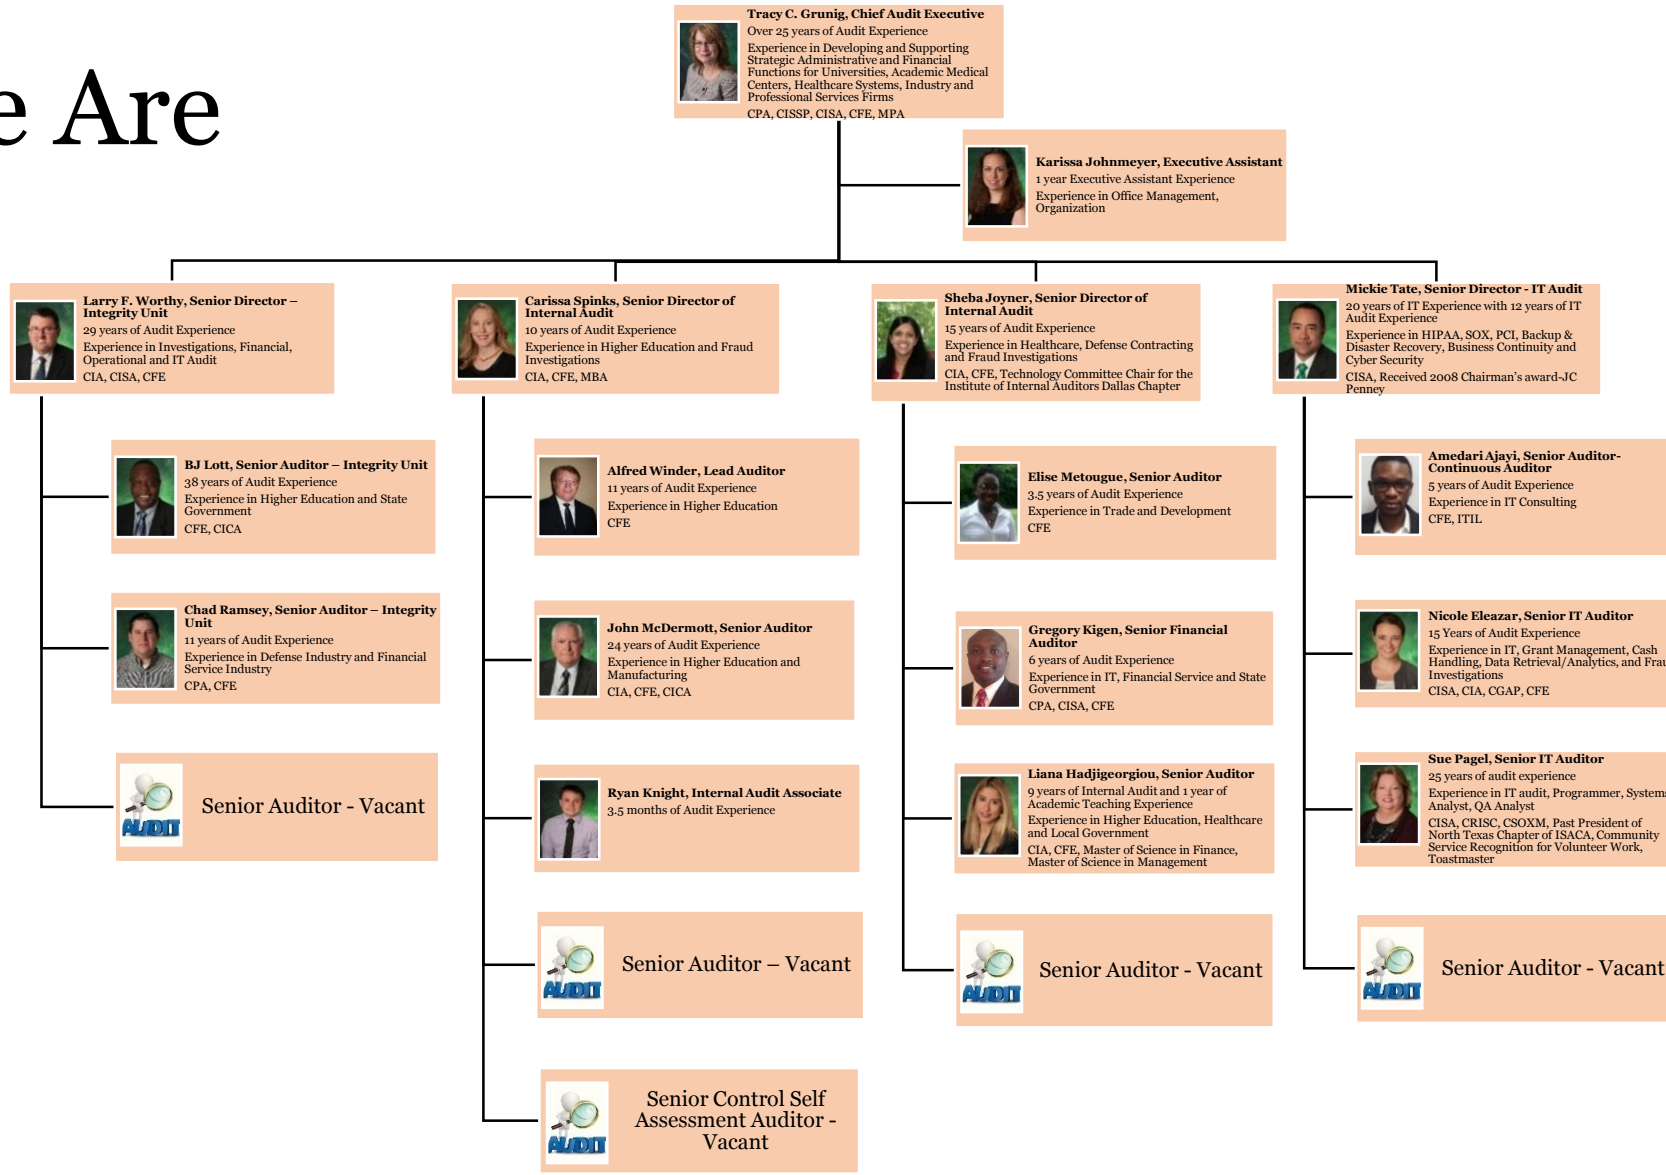 e Are
Tracy C. Grunig, Chief Audit Executive
Over 25 years of Audit Experience
Experience in Developing and Supporting
Strategic Administrative and Financial
Functions for Universities, Academic Medical
Centers, Healthcare Systems, Industry and
Professional Services Firms
CPA, CISSP, CISA, CFE, MPA
Karissa Johnmeyer, Executive Assistant
1 year Executive Assistant Experience
Experience in Office Management,
Organization
Larry F. Worthy, Senior Director –
Integrity Unit
29 years of Audit Experience
Experience in Investigations, Financial,
Operational and IT Audit
CIA, CISA, CFE
BJ Lott, Senior Auditor – Integrity Unit
38 years of Audit Experience
Experience in Higher Education and State
Government
CFE, CICA
Chad Ramsey, Senior Auditor – Integrity
Unit
11 years of Audit Experience
Experience in Defense Industry and Financial
Service Industry
CPA, CFE
AUDIT
Senior Auditor - Vacant
Carissa Spinks, Senior Director of
Internal Audit
10 years of Audit Experience
Experience in Higher Education and Fraud
Investigations
CIA, CFE, MBA
Alfred Winder, Lead Auditor
11 years of Audit Experience
Experience in Higher Education
CFE
John McDermott, Senior Auditor
24 years of Audit Experience
Experience in Higher Education and
Manufacturing
CIA, CFE, CICA
Ryan Knight, Internal Audit Associate
3.5 months of Audit Experience
AUDIT
Senior Auditor – Vacant
AUDIT
Senior Control Self
Assessment Auditor -
Vacant
Sheba Joyner, Senior Director of
Internal Audit
15 years of Audit Experience
Experience in Healthcare, Defense Contracting
and Fraud Investigations
CIA, CFE, Technology Committee Chair for the
Institute of Internal Auditors Dallas Chapter
Elise Metougue, Senior Auditor
3.5 years of Audit Experience
Experience in Trade and Development
CFE
Gregory Kigen, Senior Financial
Auditor
6 years of Audit Experience
Experience in IT, Financial Service and State
Government
CPA, CISA, CFE
Liana Hadjigeorgiou, Senior Auditor
9 years of Internal Audit and 1 year of
Academic Teaching Experience
Experience in Higher Education, Healthcare
and Local Government
CIA, CFE, Master of Science in Finance,
Master of Science in Management
AUDIT
Senior Auditor - Vacant
Mickie Tate, Senior Director - IT Audit
20 years of IT Experience with 12 years of IT
Audit Experience
Experience in HIPAA, SOX, PCI, Backup &
Disaster Recovery, Business Continuity and
Cyber Security
CISA, Received 2008 Chairman's award-JC
Penney
Amedari Ajayi, Senior Auditor-
Continuous Auditor
5 years of Audit Experience
Experience in IT Consulting
CFE, ITIL
Nicole Eleazar, Senior IT Auditor
15 Years of Audit Experience
Experience in IT, Grant Management, Cash
Handling, Data Retrieval/Analytics, and Frau
Investigations
CISA, CIA, CGAP, CFE
Sue Pagel, Senior IT Auditor
25 years of audit experience
Experience in IT audit, Programmer, Systems
Analyst, QA Analyst
CISA, CRISC, CSOXM, Past President of
North Texas Chapter of ISACA, Community
Service Recognition for Volunteer Work,
Toastmaster
AUDIT
Senior Auditor - Vacant